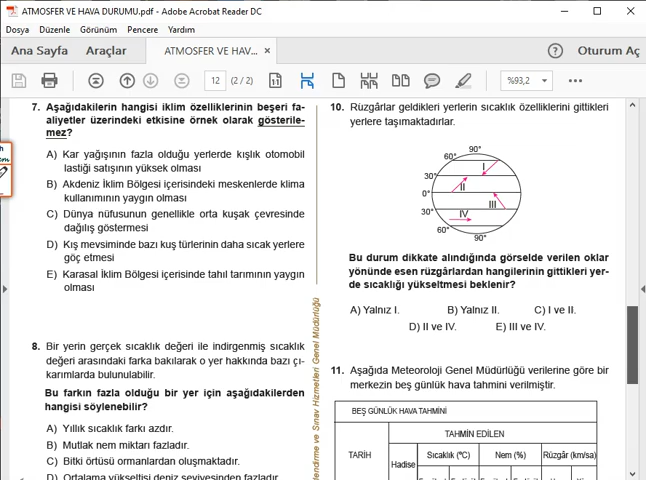 ATMOSFER VE HAVA DURUMU.pdf - Adobe Acrobat Reader DC
Dosya Düzenle Görünüm Pencere Yardım
Ana Sayfa Araçlar ATMOSFER VE HAV... × ? Oturum Aç
12 (2 / 2) %93,2
7. Aşağıdakilerin hangisi iklim özelliklerinin beşeri fa-
aliyetler üzerindeki etkisine örnek olarak gösterile-
mez?
A) Kar yağışının fazla olduğu yerlerde kışlık otomobil
lastiği satışının yüksek olması
B) Akdeniz İklim Bölgesi içerisindeki meskenlerde klima
kullanımının yaygın olması
C) Dünya nüfusunun genellikle orta kuşak çevresinde
dağılış göstermesi
D) Kış mevsiminde bazı kuş türlerinin daha sıcak yerlere
göç etmesi
E) Karasal İklim Bölgesi içerisinde tahıl tarımının yaygın
olması
8. Bir yerin gerçek sıcaklık değeri ile indirgenmiş sıcaklık
değeri arasındaki farka bakılarak o yer hakkında bazı çı-
karımlarda bulunulabilir.
Bu farkın fazla olduğu bir yer için aşağıdakilerden
hangisi söylenebilir?
A) Yıllık sıcaklık farkı azdır.
B) Mutlak nem miktarı fazladır.
C) Bitki örtüsü ormanlardan oluşmaktadır.
D) Ortalama yükseltisi deniz seviyesinden fazladır.
lendirme ve Sınav Hizmetleri Genel Müdürlüğü
10. Rüzgârlar geldikleri yerlerin sıcaklık özelliklerini gittikleri
yerlere taşımaktadırlar.
90°
60°
I
30°
II
0°
III
30°
IV
60°
90°
Bu durum dikkate alındığında görselde verilen oklar
yönünde esen rüzgârlardan hangilerinin gittikleri yer-
de sıcaklığı yükseltmesi beklenir?
A) Yalnız I. B) Yalnız II. C) I ve II.
D) II ve IV. E) III ve IV.
11. Aşağıda Meteoroloji Genel Müdürlüğü verilerine göre bir
merkezin beş günlük hava tahmini verilmiştir.
BEŞ GÜNLÜK HAVA TAHMİNİ
TAHMİN EDİLEN
TARİH Hadise Sıcaklık (ºC) Nem (%) Rüzgâr (km/sa)